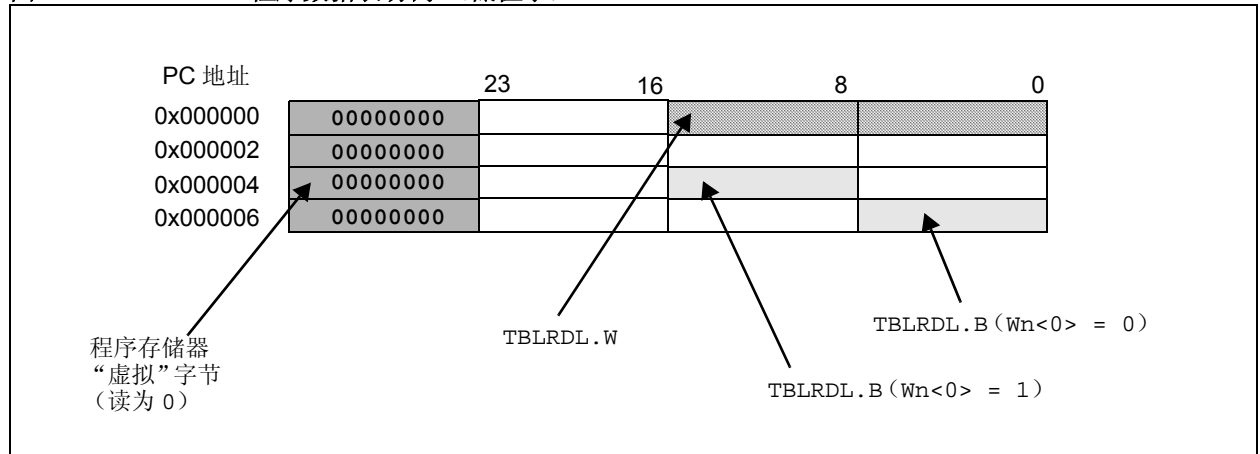 PC 地址
23 16 8 0
0x000000 00000000
0x000002 00000000
0x000004 00000000
0x000006 00000000
TBLRDL.W
TBLRDL.B（Wn<0> = 0）
TBLRDL.B（Wn<0> = 1）
程序存储器
“虚拟”字节
（读为 0）